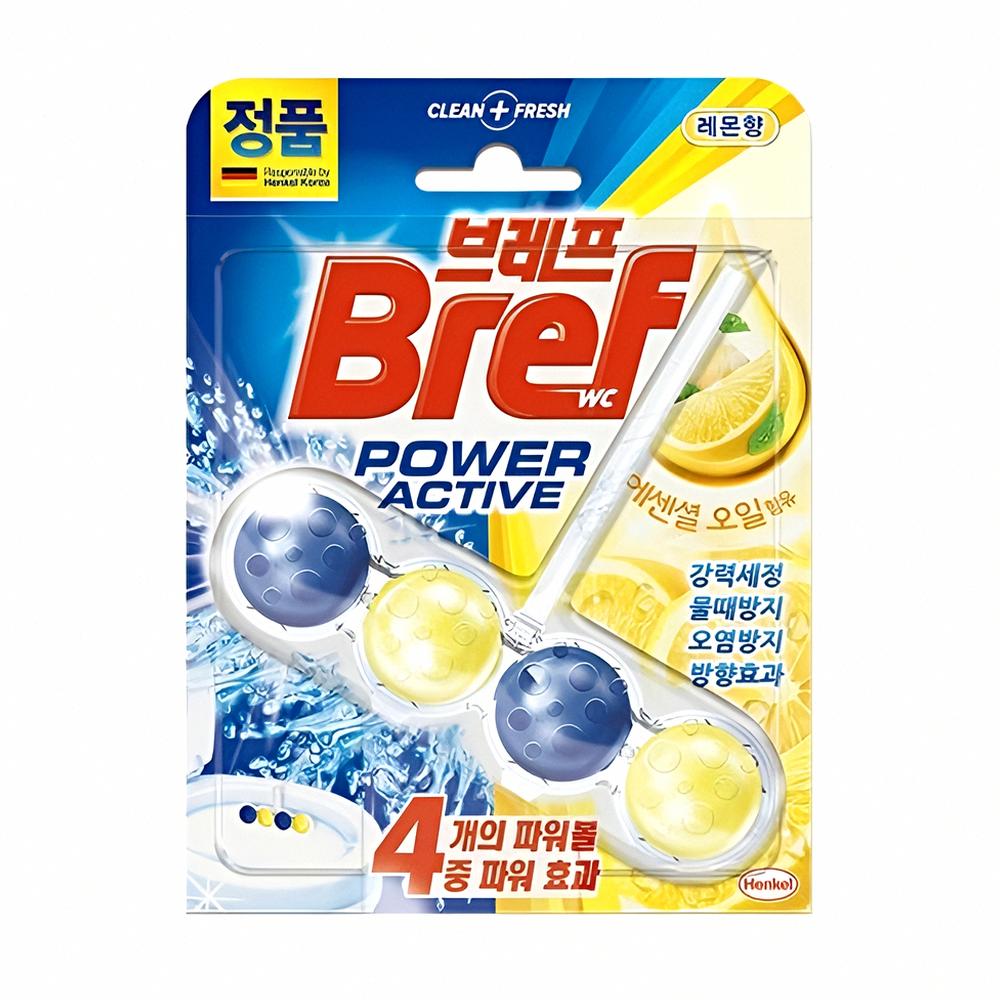 정품
CLEAN + FRESH
레몬향
Henkel Korea
브레프
Bref
WC
POWER
ACTIVE
에센셜 오일 함유
강력세정
물때방지
오염방지
방향효과
4개의 파워볼
중 파워 효과
Henkel